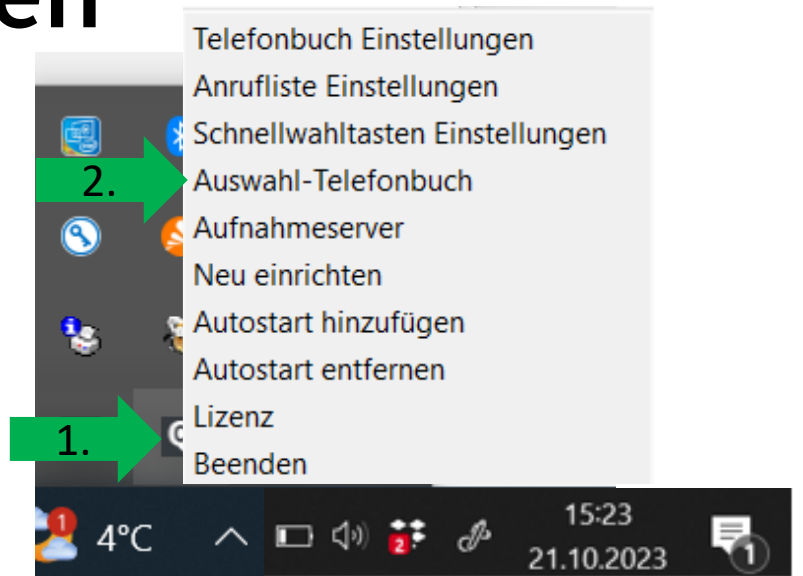 en
Telefonbuch Einstellungen
Anrufliste Einstellungen
Schnellwahltasten Einstellungen
2. Auswahl-Telefonbuch
Aufnahmeserver
Neu einrichten
Autostart hinzufügen
Autostart entfernen
Lizenz
1.
Beenden
1 4°C 2 15:23
21.10.2023 1